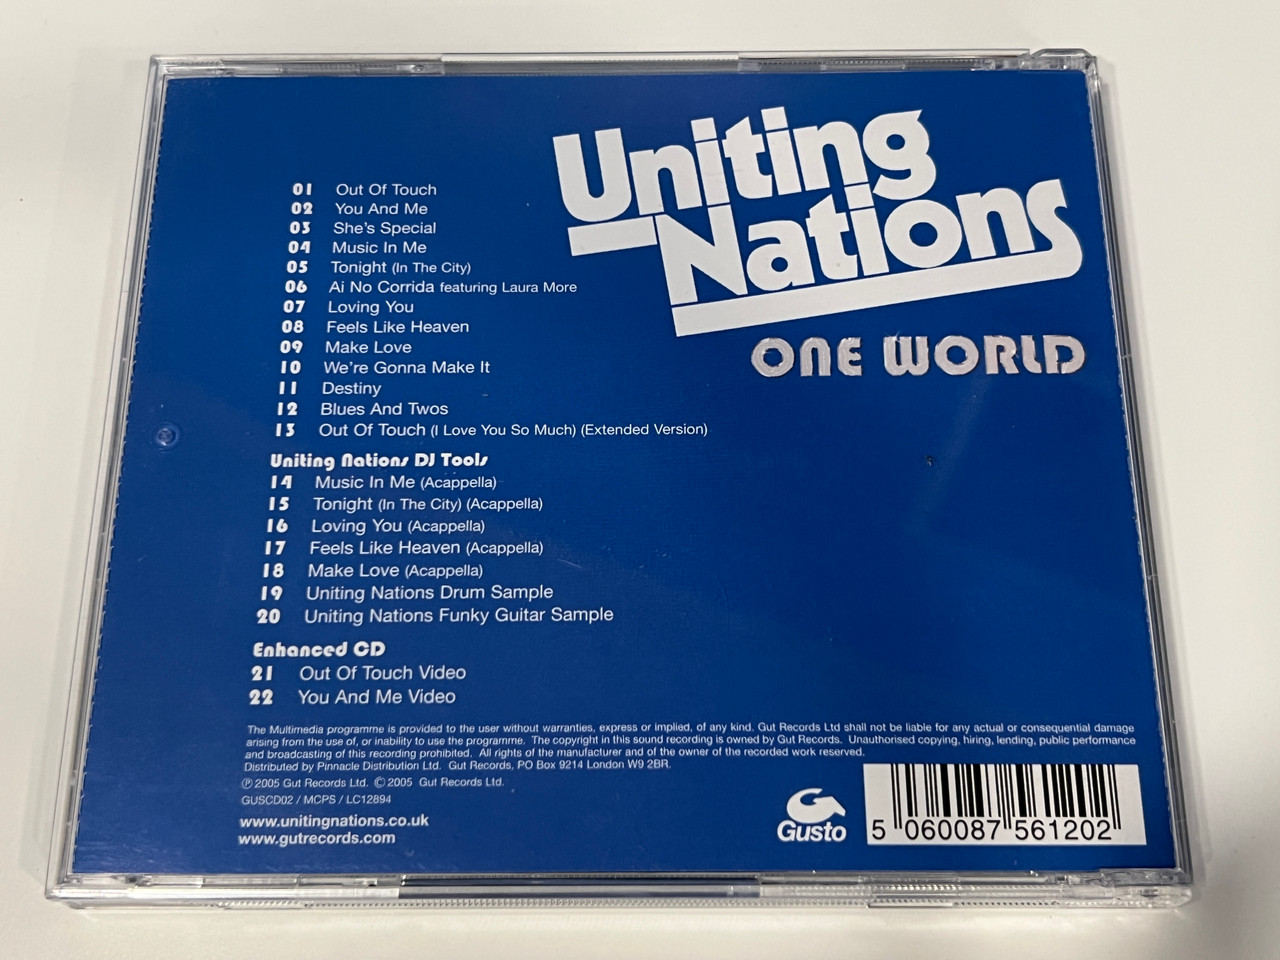 Uniting
Nations
ONE WORLD
01 Out Of Touch
02 You And Me
03 She's Special
04 Music In Me
05 Tonight (In The City)
06 Ai No Corrida featuring Laura More
07 Loving You
08 Feels Like Heaven
09 Make Love
10 We're Gonna Make It
11 Destiny
12 Blues And Twos
13 Out Of Touch (I Love You So Much) (Extended Version)
Uniting Nations DJ Tools
14 Music In Me (Acappella)
15 Tonight (In The City) (Acappella)
16 Loving You (Acappella)
17 Feels Like Heaven (Acappella)
18 Make Love (Acappella)
19 Uniting Nations Drum Sample
20 Uniting Nations Funky Guitar Sample
Enhanced CD
21 Out Of Touch Video
22 You And Me Video
The Multimedia programme is provided to the user without warranties, express or implied, of any kind. Gut Records Ltd shall not be liable for any actual or consequential damage
arising from the use of, or inability to use the programme. The copyright in this sound recording is owned by Gut Records. Unauthorised copying, hiring, lending, public performance
and broadcasting of this recording prohibited. All rights of the manufacturer and of the owner of the recorded work reserved.
Distributed by Pinnacle Distribution Ltd. Gut Records, PO Box 9214 London W9 2BR.
℗ 2005 Gut Records Ltd. © 2005 Gut Records Ltd.
GUSCD02 / MCPS / LC12894
www.unitingnations.co.uk
www.gutrecords.com
Gusto
5 060087 561202